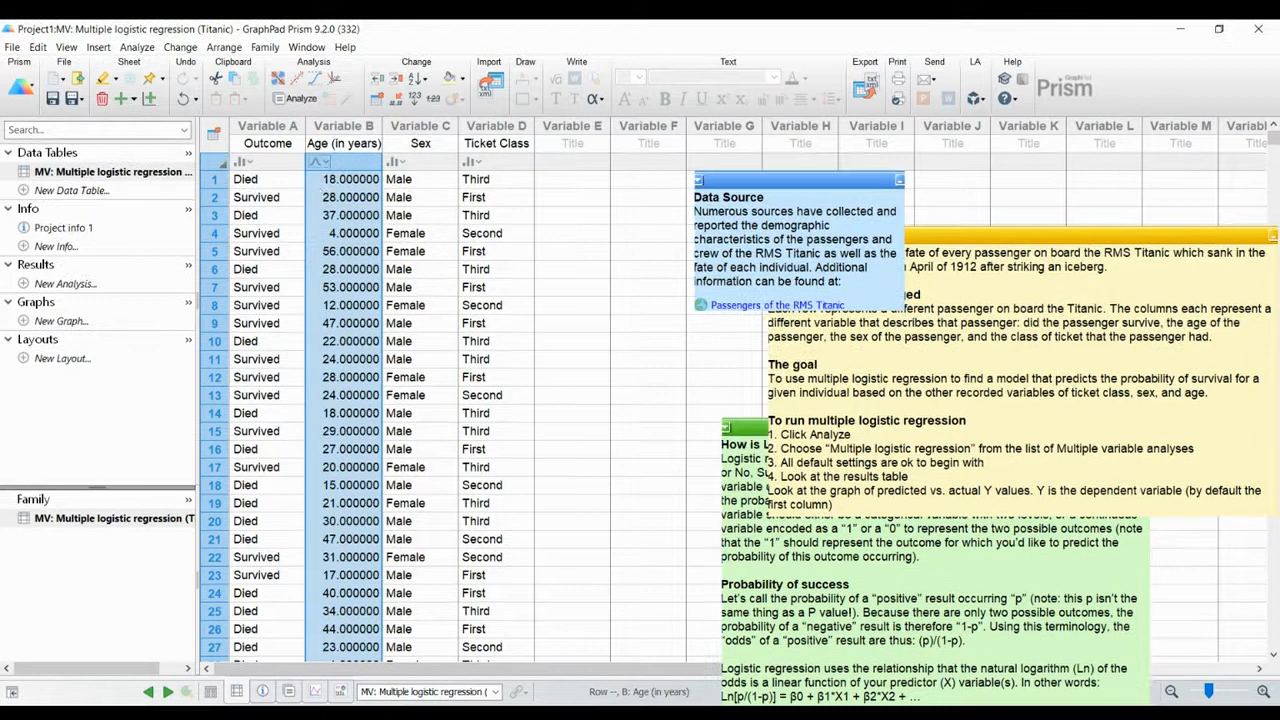 Project1:MV: Multiple logistic regression (Titanic) - GraphPad Prism 9.2.0 (332)
File Edit View Insert Analyze Change Arrange Family Window Help
Prism File Sheet Undo Clipboard Analysis Change Import Draw Write Text Export Print Send LA Help
Analyze
GraphPad
Prism
Search...
Data Tables
MV: Multiple logistic regression ...
New Data Table...
Info
Project info 1
New Info...
Results
New Analysis...
Graphs
New Graph...
Layouts
New Layout...
Family
MV: Multiple logistic regression (T
Variable A Variable B Variable C Variable D Variable E Variable F Variable G Variable H Variable I Variable J Variable K Variable L Variable M Variabl
Outcome Age (in years) Sex Ticket Class Title Title Title Title Title Title Title Title Title Title
1 Died 18.000000 Male Third
2 Survived 28.000000 Male First
3 Died 37.000000 Male Third
4 Survived 4.000000 Female Second
5 Survived 56.000000 Female First
6 Died 28.000000 Male Third
7 Survived 53.000000 Male First
8 Survived 12.000000 Female Second
9 Survived 47.000000 Female First
10 Died 22.000000 Male Third
11 Survived 24.000000 Male Third
12 Survived 28.000000 Female First
13 Survived 24.000000 Female Second
14 Died 18.000000 Male Third
15 Survived 29.000000 Male Third
16 Died 27.000000 Male First
17 Survived 20.000000 Female Third
18 Died 15.000000 Male Second
19 Died 21.000000 Female Third
20 Died 30.000000 Male Third
21 Died 47.000000 Male Second
22 Survived 31.000000 Female Second
23 Survived 17.000000 Male First
24 Died 40.000000 Male First
25 Died 34.000000 Male Third
26 Died 44.000000 Male First
27 Died 23.000000 Male Second
Data Source
Numerous sources have collected and
reported the demographic
characteristics of the passengers and
crew of the RMS Titanic as well as the
fate of each individual. Additional
information can be found at:
Passengers of the RMS Titanic
fate of every passenger on board the RMS Titanic which sank in the
April of 1912 after striking an iceberg.
ged
Each row represents a different passenger on board the Titanic. The columns each represent a
different variable that describes that passenger: did the passenger survive, the age of the
passenger, the sex of the passenger, and the class of ticket that the passenger had.
The goal
To use multiple logistic regression to find a model that predicts the probability of survival for a
given individual based on the other recorded variables of ticket class, sex, and age.
To run multiple logistic regression
1. Click Analyze
2. Choose “Multiple logistic regression” from the list of Multiple variable analyses
3. All default settings are ok to begin with
4. Look at the results table
Look at the graph of predicted vs. actual Y values. Y is the dependent variable (by default the
first column)
How is L
Logistic r
or No, Su
variable
the proba
variable encoded as a “1” or a “0” to represent the two possible outcomes (note
that the “1” should represent the outcome for which you’d like to predict the
probability of this outcome occurring).
Probability of success
Let’s call the probability of a “positive” result occurring “p” (note: this p isn’t the
same thing as a P value!). Because there are only two possible outcomes, the
probability of a “negative” result is therefore “1-p”. Using this terminology, the
“odds” of a “positive” result are thus: (p)/(1-p).
Logistic regression uses the relationship that the natural logarithm (Ln) of the
odds is a linear function of your predictor (X) variable(s). In other words:
Ln[p/(1-p)] = β0 + β1*X1 + β2*X2 + ...
MV: Multiple logistic regression (
Row --, B: Age (in years)